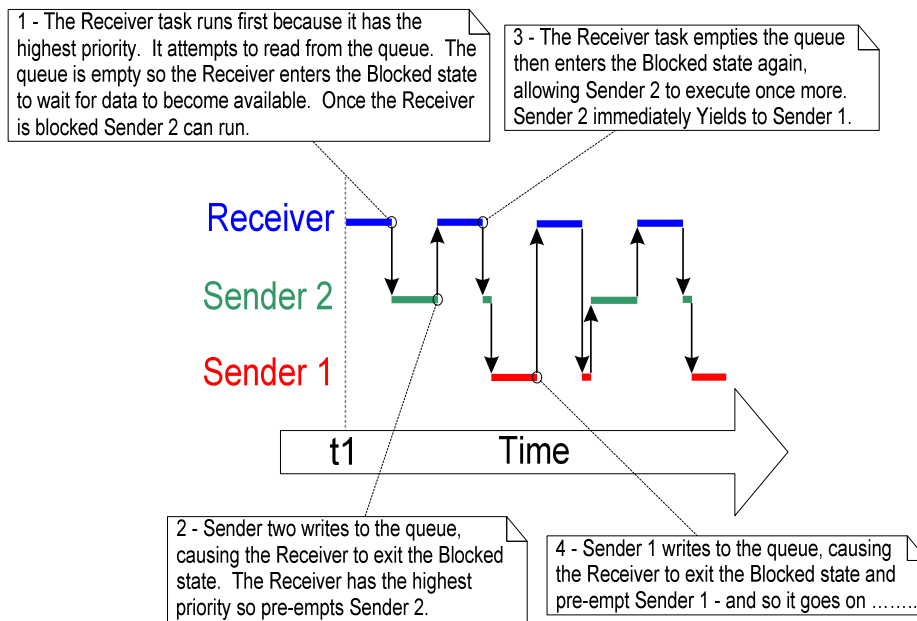 1 - The Receiver task runs first because it has the
highest priority. It attempts to read from the queue. The
queue is empty so the Receiver enters the Blocked state
to wait for data to become available. Once the Receiver
is blocked Sender 2 can run.
3 - The Receiver task empties the queue
then enters the Blocked state again,
allowing Sender 2 to execute once more.
Sender 2 immediately Yields to Sender 1.
Receiver
Sender 2
Sender 1
t1
Time
2 - Sender two writes to the queue,
causing the Receiver to exit the Blocked
state. The Receiver has the highest
priority so pre-empts Sender 2.
4 - Sender 1 writes to the queue, causing
the Receiver to exit the Blocked state and
pre-empt Sender 1 - and so it goes on ........